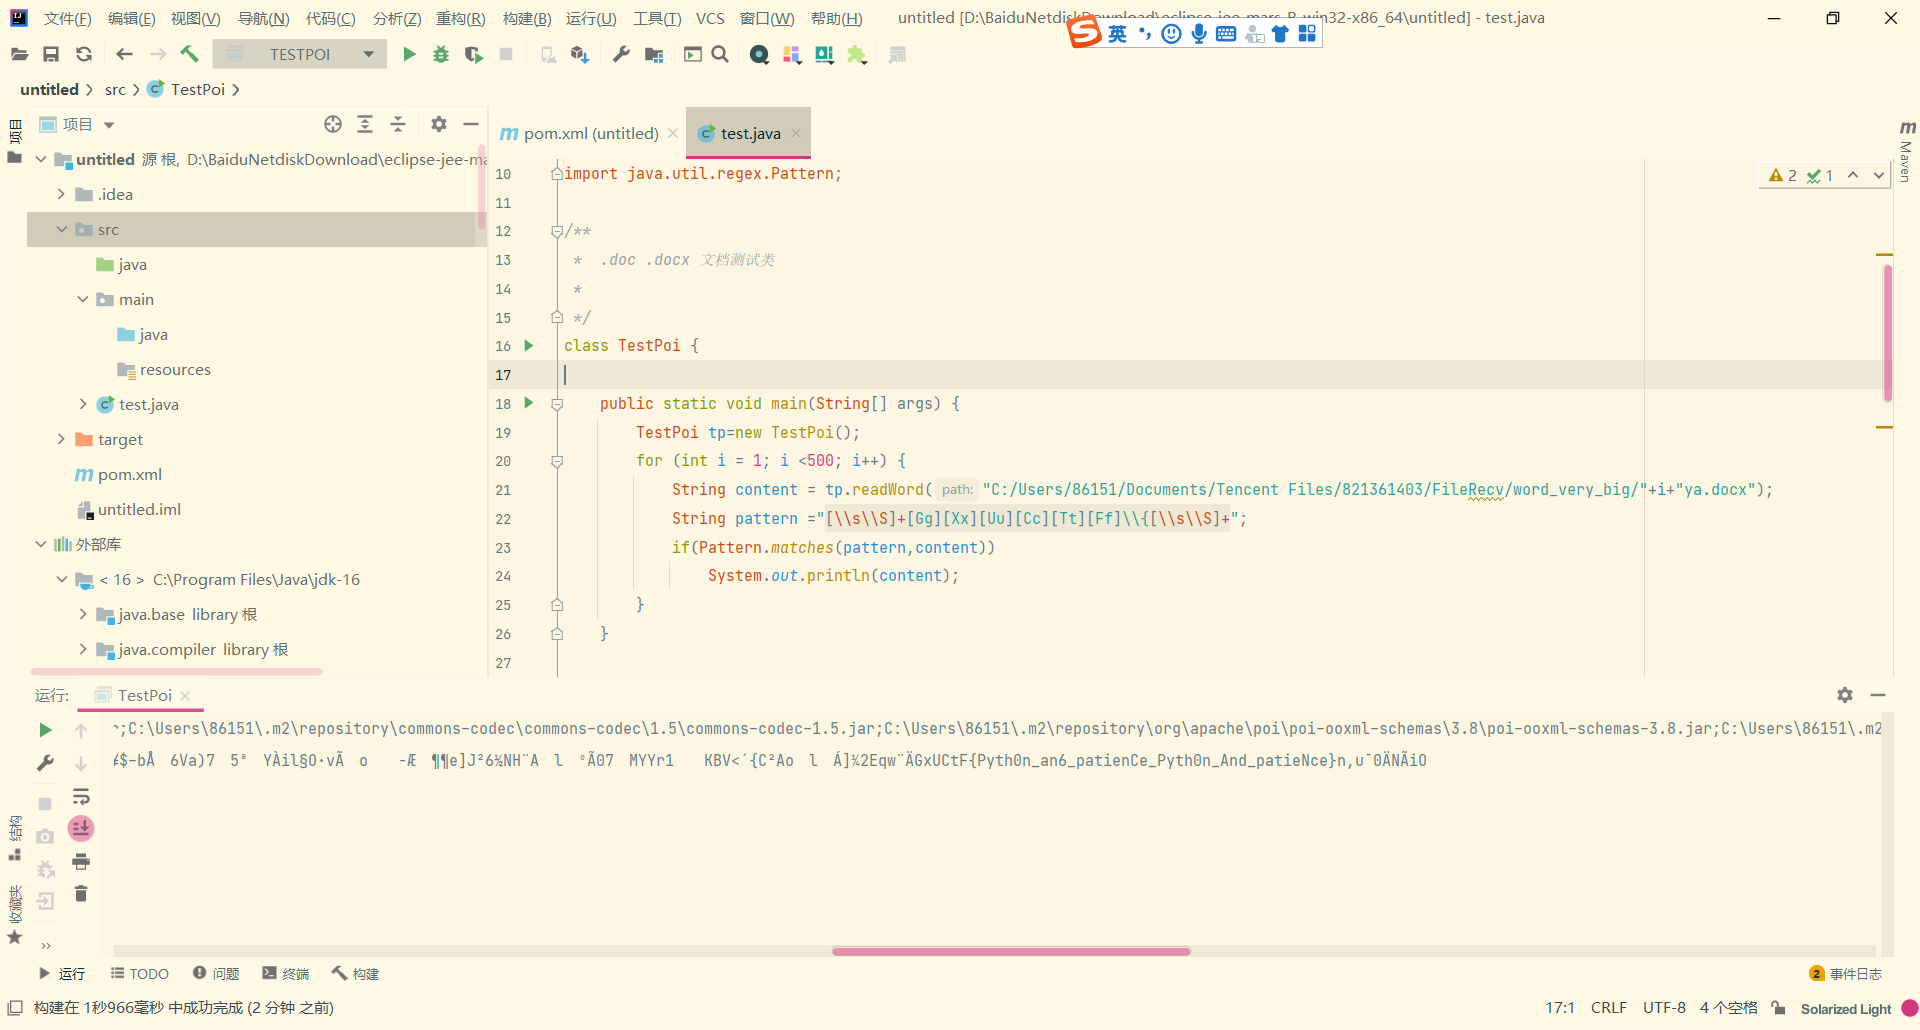 文件(F) 编辑(E) 视图(V) 导航(N) 代码(C) 分析(Z) 重构(R) 构建(B) 运行(U) 工具(T) VCS 窗口(W) 帮助(H) untitled [D:\BaiduNetdiskDownload\eclipse-jee-mars-R-win32-x86_64\untitled] - test.java
英
TESTPOI
untitled src TestPoi
项目
untitled 源 根, D:\BaiduNetdiskDownload\eclipse-jee-ma
.idea
src
java
main
java
resources
test.java
target
pom.xml
untitled.iml
外部库
< 16 > C:\Program Files\Java\jdk-16
java.base library 根
java.compiler library 根
项目
结构
收藏夹
pom.xml (untitled) test.java
Maven
2 1
10 import java.util.regex.Pattern;
11
12 /**
13 * .doc .docx 文档测试类
14 *
15 */
16 class TestPoi {
17
18 public static void main(String[] args) {
19 TestPoi tp=new TestPoi();
20 for (int i = 1; i <500; i++) {
21 String content = tp.readWord( path: "C:/Users/86151/Documents/Tencent Files/821361403/FileRecv/word_very_big/"+i+"ya.docx");
22 String pattern ="[\\s\\S]+[Gg][Xx][Uu][Cc][Tt][Ff]\\{[\\s\\S]+";
23 if(Pattern.matches(pattern,content))
24 System.out.println(content);
25 }
26 }
27
运行: TestPoi
r;C:\Users\86151\.m2\repository\commons-codec\commons-codec\1.5\commons-codec-1.5.jar;C:\Users\86151\.m2\repository\org\apache\poi\poi-ooxml-schemas\3.8\poi-ooxml-schemas-3.8.jar;C:\Users\86151\.m2
$–bÅ 6Va)7 5ª YÀil§O·vÃ o -Æ ¶¶e]J²6½NH¨A l ºÃ07 MYYr1 KBV<´{C²Ao l Á]¼2Eqw¨ÄGxUCtF{Pyth0n_an6_patienCe_Pyth0n_And_patieNce}n,u¯0ÄNÃiO
运行 TODO 问题 终端 构建 2 事件日志
构建在 1秒966毫秒 中成功完成 (2 分钟 之前) 17:1 CRLF UTF-8 4 个空格 Solarized Light